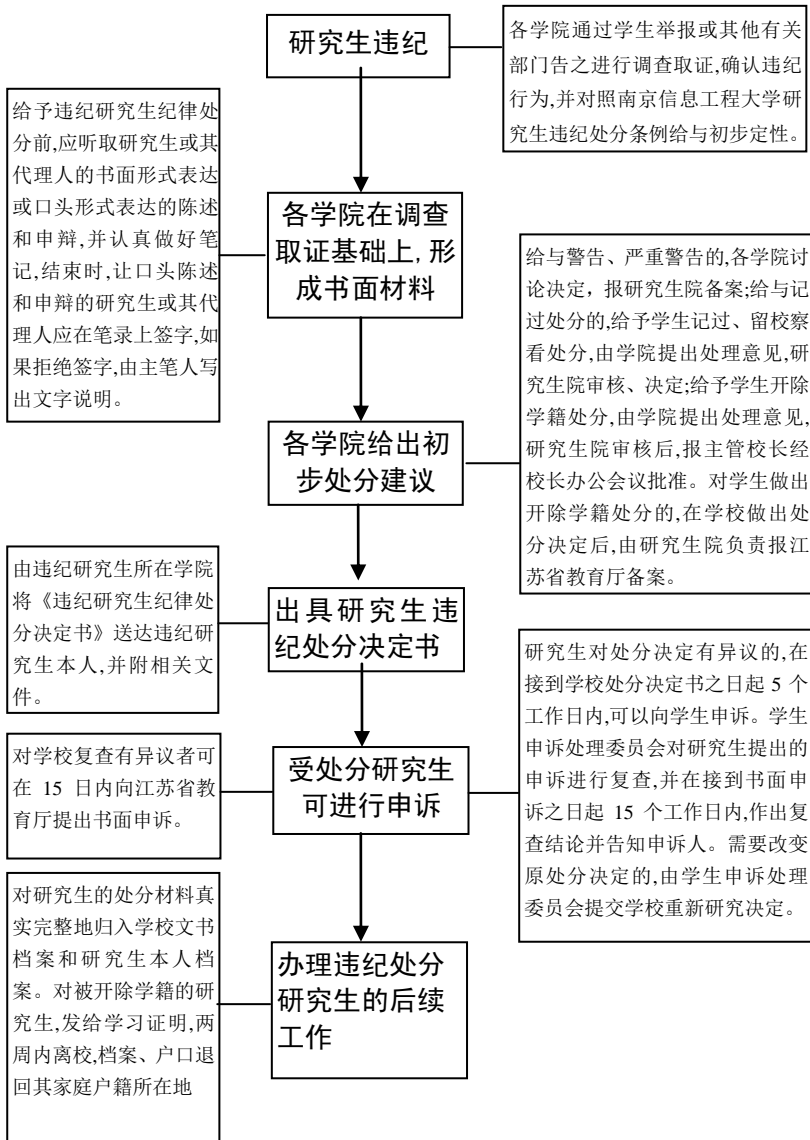 研究生违纪
各学院通过学生举报或其他有关
部门告之进行调查取证,确认违纪
行为,并对照南京信息工程大学研
究生违纪处分条例给与初步定性。
给予违纪研究生纪律处
分前,应听取研究生或其
代理人的书面形式表达
或口头形式表达的陈述
和申辩,并认真做好笔
记,结束时,让口头陈述
和申辩的研究生或其代
理人应在笔录上签字,如
果拒绝签字,由主笔人写
出文字说明。
各学院在调查
取证基础上,形
成书面材料
给与警告、严重警告的,各学院讨
论决定，报研究生院备案;给与记
过处分的,给予学生记过、留校察
看处分,由学院提出处理意见,研
究生院审核、决定;给予学生开除
学籍处分,由学院提出处理意见,
研究生院审核后,报主管校长经
校长办公会议批准。对学生做出
开除学籍处分的,在学校做出处
分决定后,由研究生院负责报江
苏省教育厅备案。
各学院给出初
步处分建议
由违纪研究生所在学院
将《违纪研究生纪律处
分决定书》送达违纪研
究生本人,并附相关文
件。
出具研究生违
纪处分决定书
研究生对处分决定有异议的,在
接到学校处分决定书之日起 5 个
工作日内,可以向学生申诉。学生
申诉处理委员会对研究生提出的
申诉进行复查,并在接到书面申
诉之日起 15 个工作日内,作出复
查结论并告知申诉人。需要改变
原处分决定的,由学生申诉处理
委员会提交学校重新研究决定。
对学校复查有异议者可
在 15 日内向江苏省教
育厅提出书面申诉。
受处分研究生
可进行申诉
对研究生的处分材料真
实完整地归入学校文书
档案和研究生本人档
案。对被开除学籍的研
究生,发给学习证明,两
周内离校,档案、户口退
回其家庭户籍所在地
办理违纪处分
研究生的后续
工作